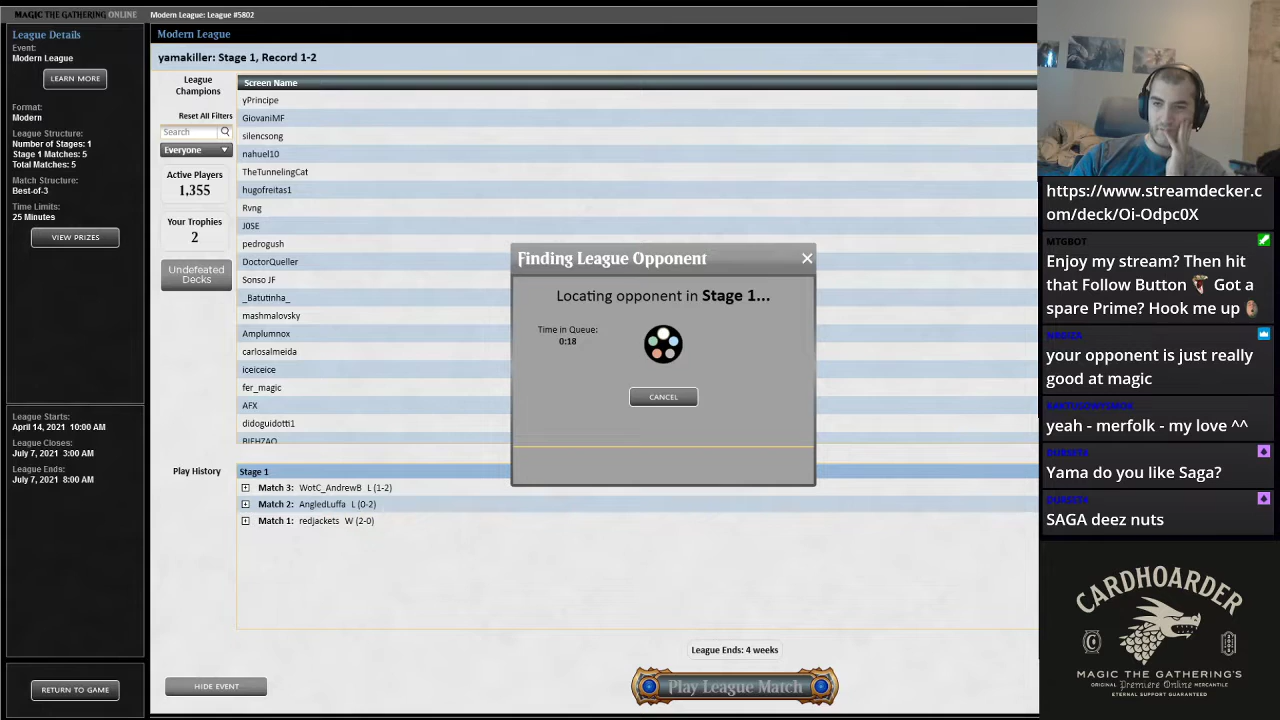 MAGIC THE GATHERING ONLINE
Modern League: League #5802
League Details
Event:
Modern League
LEARN MORE
Format:
Modern
League Structure:
Number of Stages: 1
Stage 1 Matches: 5
Total Matches: 5
Match Structure:
Best-of-3
Time Limits:
25 Minutes
VIEW PRIZES
League Starts:
April 14, 2021 10:00 AM
League Closes:
July 7, 2021 3:00 AM
League Ends:
July 7, 2021 8:00 AM
RETURN TO GAME
Modern League
yamakiller: Stage 1, Record 1-2
League
Champions
Reset All Filters
Search
Everyone
Active Players
1,355
Your Trophies
2
Undefeated
Decks
Screen Name
yPrincipe
GiovaniMF
silencsong
nahuel10
TheTunnelingCat
hugofreitas1
Rvng
J0SE
pedrogush
DoctorQueller
Sonso JF
_Batutinha_
mashmalovsky
Amplumnox
carlosalmeida
iceiceice
fer_magic
AFX
didoguidotti1
Finding League Opponent
Locating opponent in Stage 1...
Time in Queue:
0:18
CANCEL
Play History
Stage 1
Match 3: WotC_AndrewB L (1-2)
Match 2: AngledLuffa L (0-2)
Match 1: redjackets W (2-0)
League Ends: 4 weeks
HIDE EVENT
Play League Match
https://www.streamdecker.c
om/deck/Oi-Odpc0X
MTGBOT
Enjoy my stream? Then hit
that Follow Button Got a
spare Prime? Hook me up
your opponent is just really
good at magic
yeah - merfolk - my love ^^
Yama do you like Saga?
SAGA deez nuts
CARDHOARDER
MAGIC THE GATHERING'S
ORIGINAL Premiere Online MERCANTILE
ETERNAL SUPPORT GUARANTEED